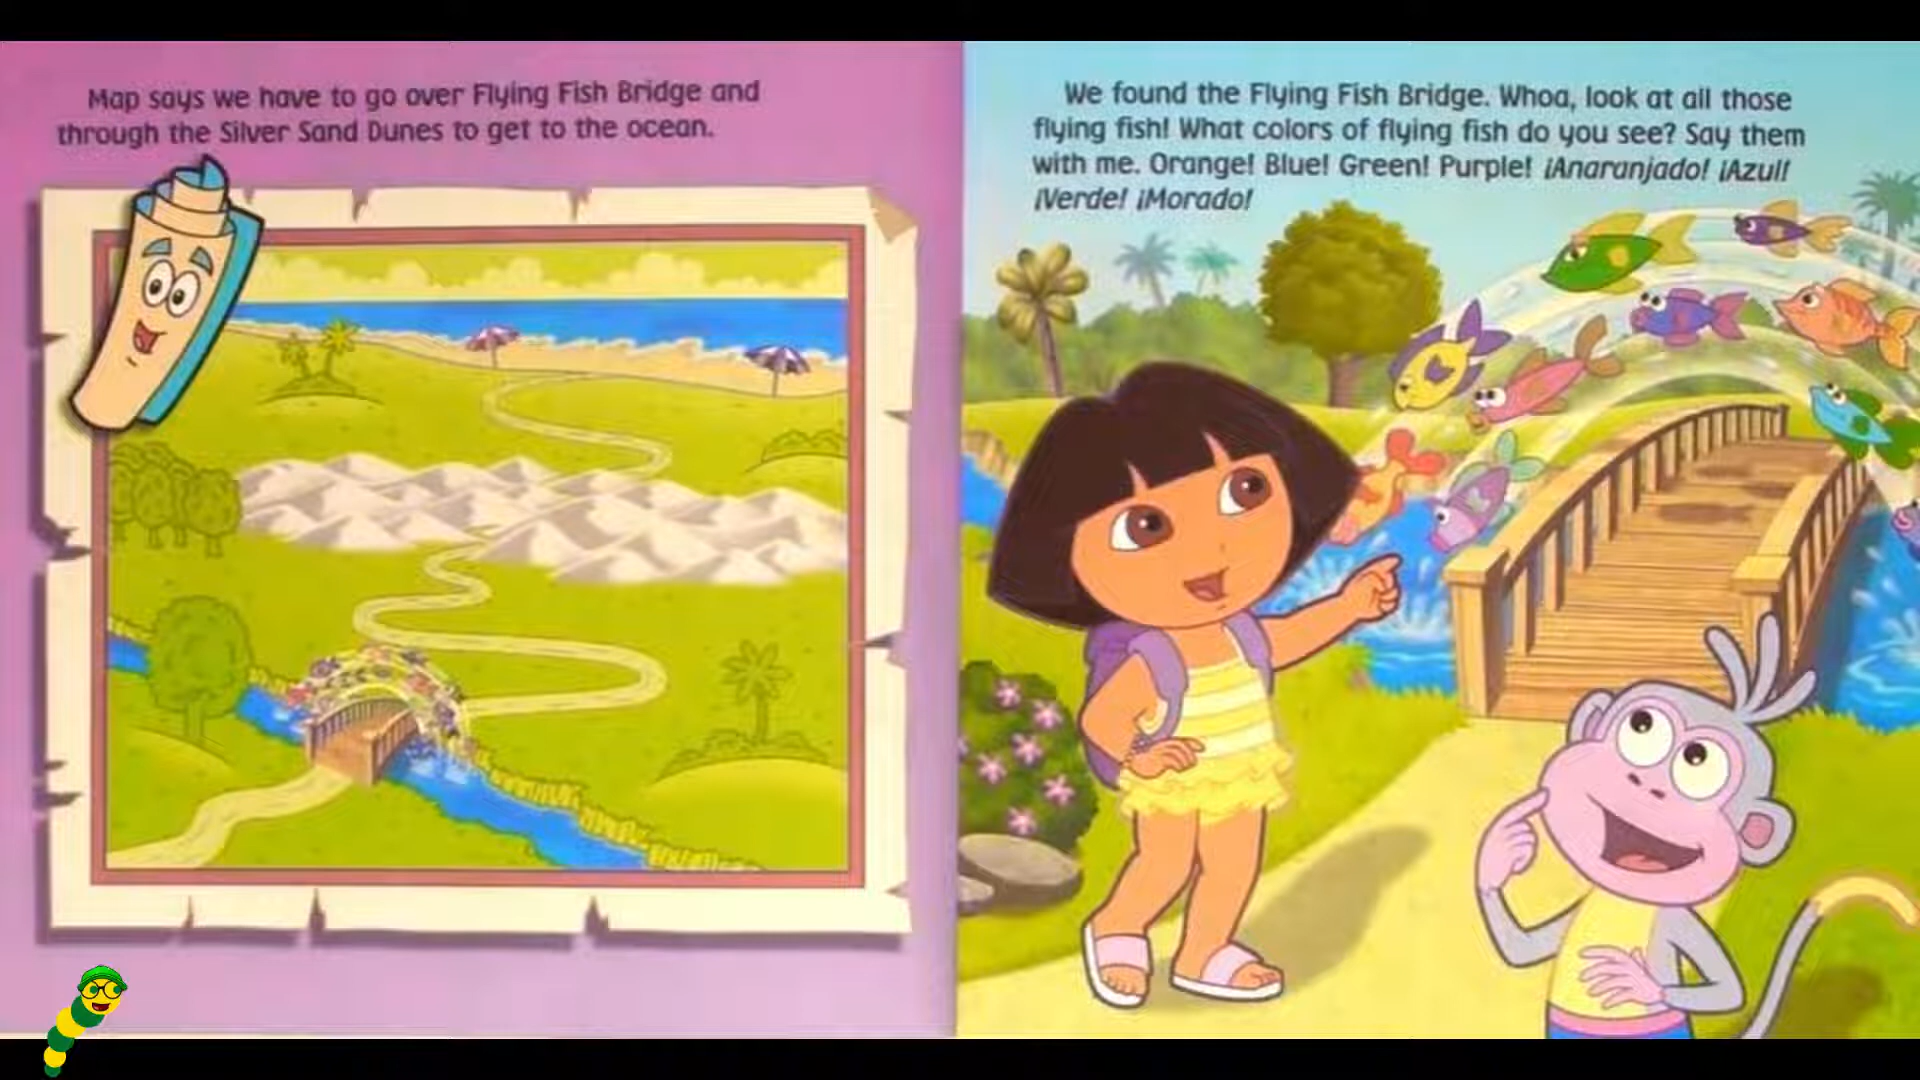 Map says we have to go over Flying Fish Bridge and
through the Silver Sand Dunes to get to the ocean.
We found the Flying Fish Bridge. Whoa, look at all those
flying fish! What colors of flying fish do you see? Say them
with me. Orange! Blue! Green! Purple! ¡Anaranjado! ¡Azul!
¡Verde! ¡Morado!